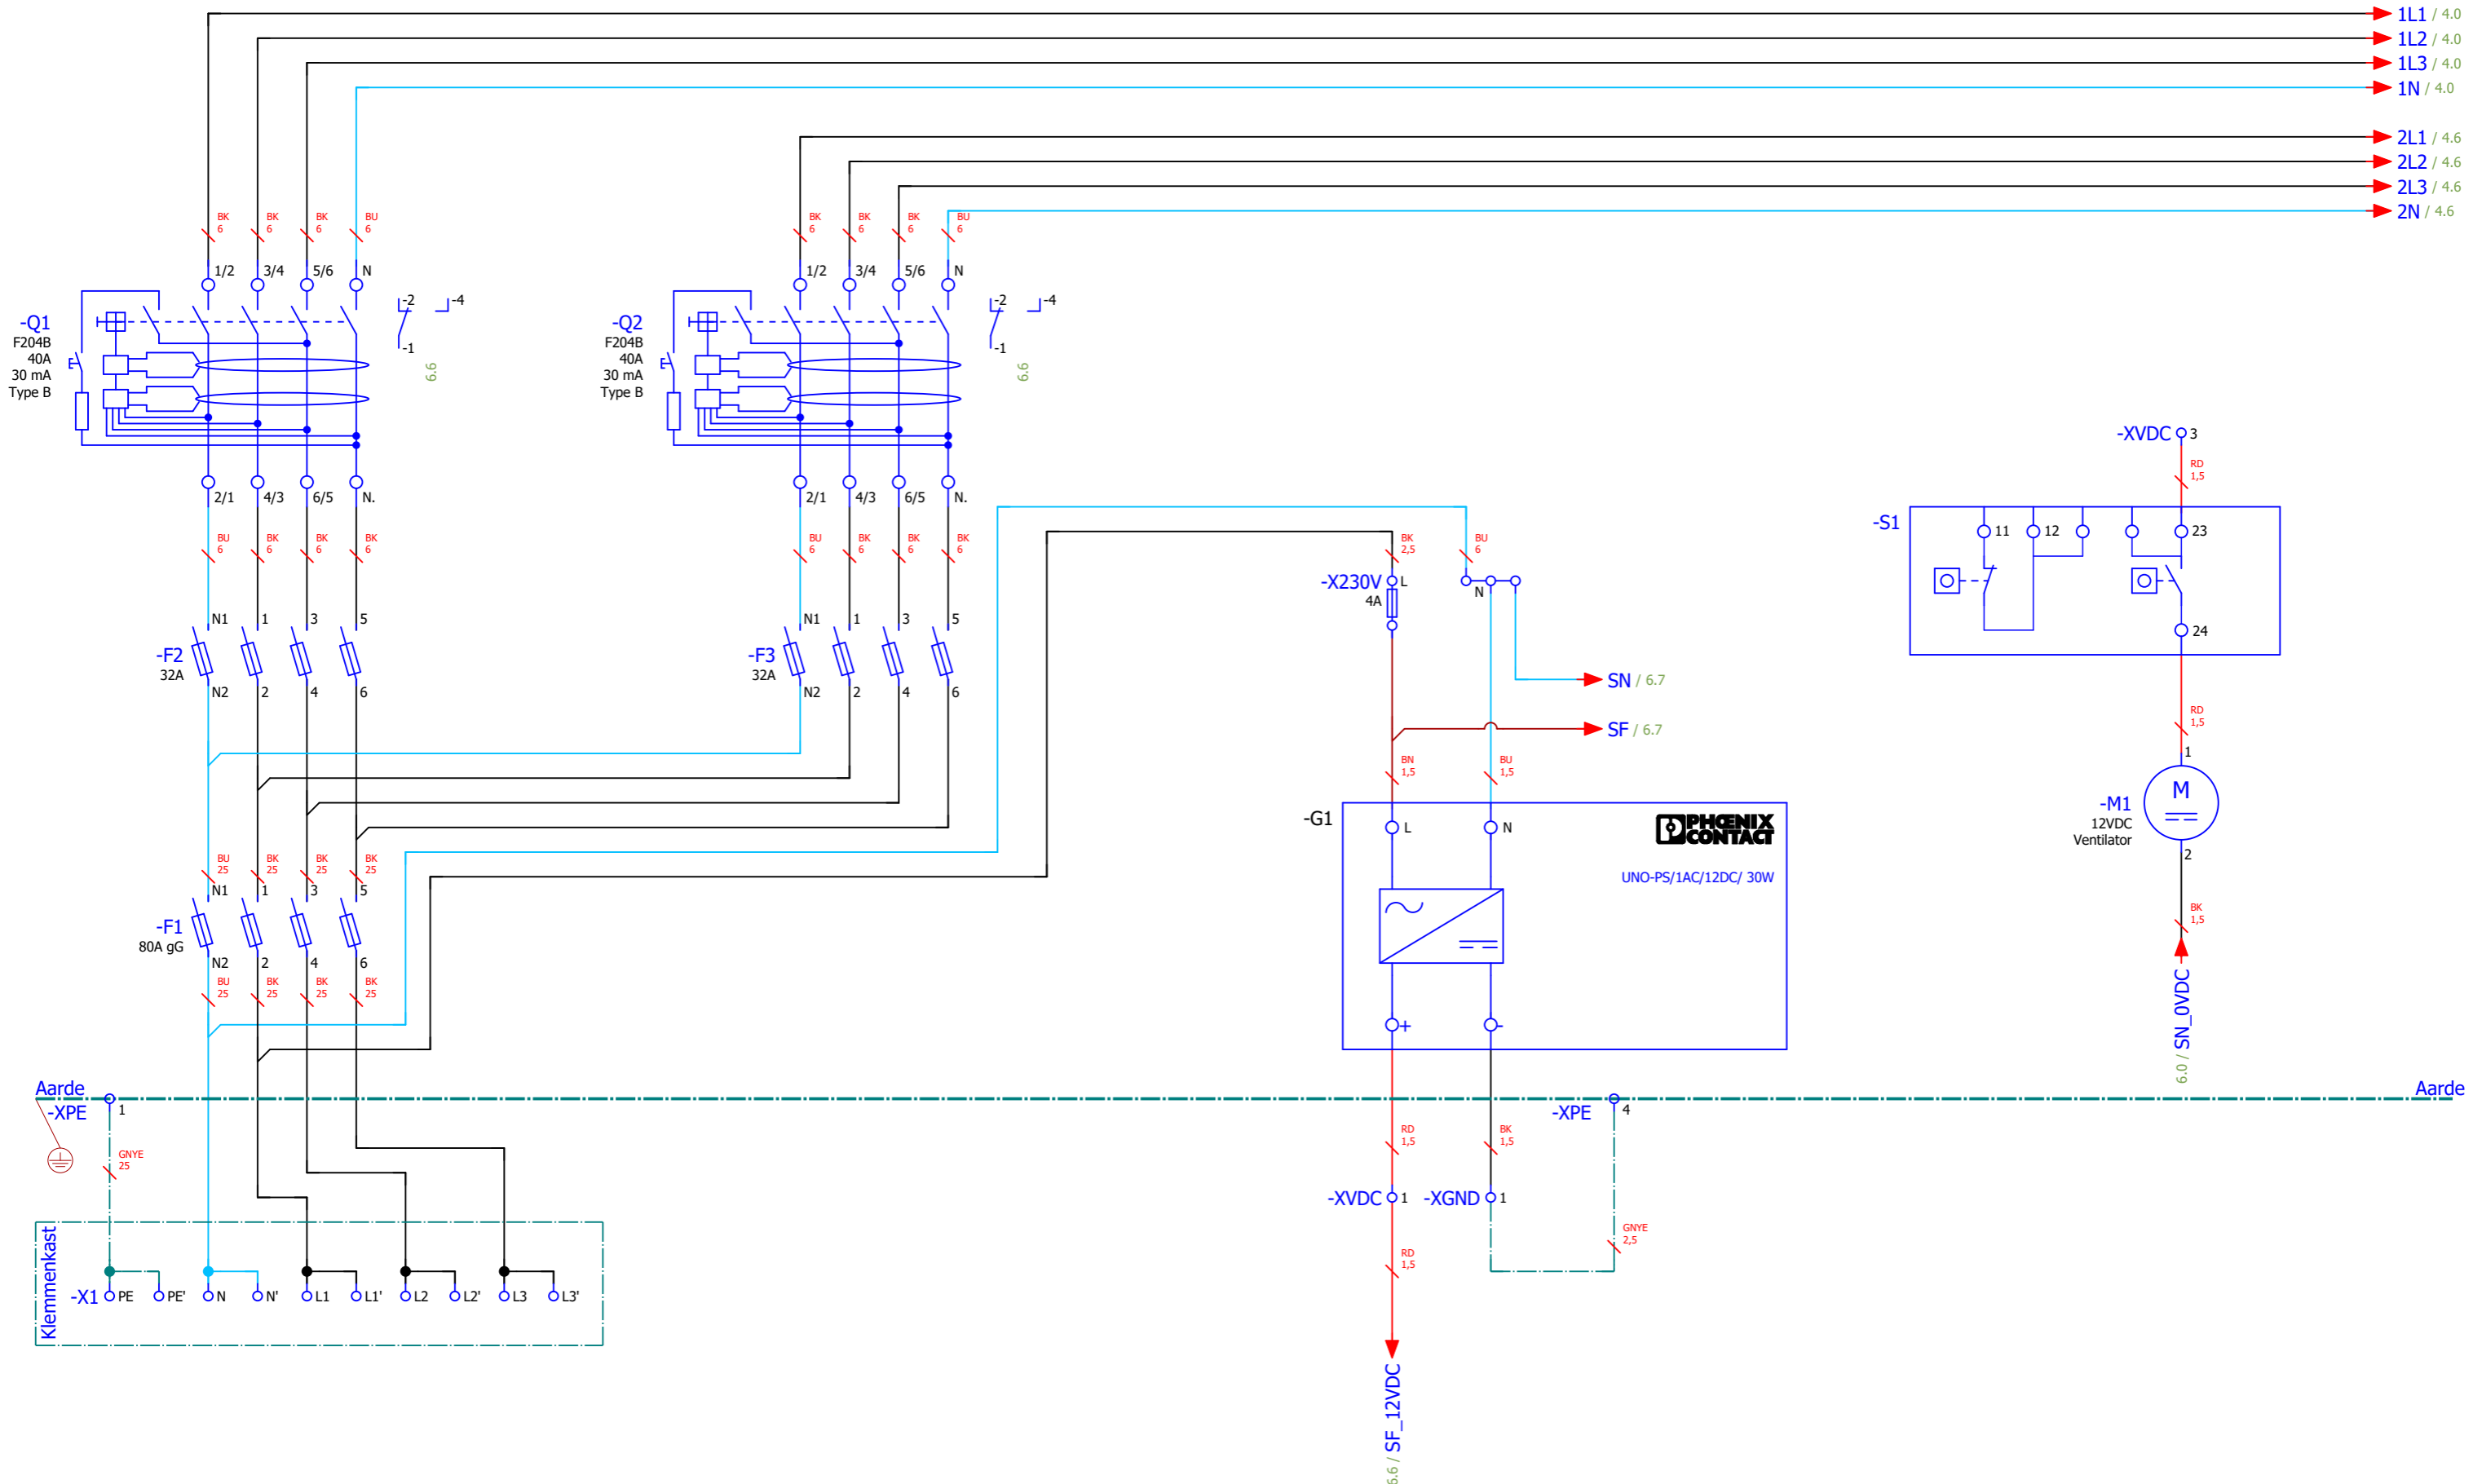 1L1 / 4.0
1L2 / 4.0
1L3 / 4.0
1N / 4.0
2L1 / 4.6
2L2 / 4.6
2L3 / 4.6
2N / 4.6
BK 6
BK 6
BK 6
BU 6
BK 6
BK 6
BK 6
BU 6
1/2 3/4 5/6 N
1/2 3/4 5/6 N
-Q1
F204B
40A
30 mA
Type B
-2 -4
-1
6.6
-Q2
F204B
40A
30 mA
Type B
-2 -4
-1
6.6
2/1 4/3 6/5 N.
2/1 4/3 6/5 N.
BU 6
BK 6
BK 6
BK 6
BU 6
BK 6
BK 6
BK 6
BK 2,5
BU 6
-XVDC 3
RD 1,5
-S1
11 12 23
24
-X230V L
4A
N
N1 1 3 5
-F2
32A
N2 2 4 6
N1 1 3 5
-F3
32A
N2 2 4 6
SN / 6.7
SF / 6.7
RD 1,5
BN 1,5
BU 1,5
1
M
-M1
12VDC
Ventilator
2
BK 1,5
6.0 / SN_0VDC
-G1
L N
PHŒNIX
CONTACT
UNO-PS/1AC/12DC/ 30W
+ -
BU 25
BK 25
BK 25
BK 25
N1 1 3 5
-F1
80A gG
N2 2 4 6
BU 25
BK 25
BK 25
BK 25
Aarde
Aarde
-XPE 1
-XPE 4
GNYE 25
RD 1,5
BK 1,5
-XVDC 1
-XGND 1
GNYE 2,5
RD 1,5
Klemmenkast
-X1 PE PE' N N' L1 L1' L2 L2' L3 L3'
6.6 / SF_12VDC